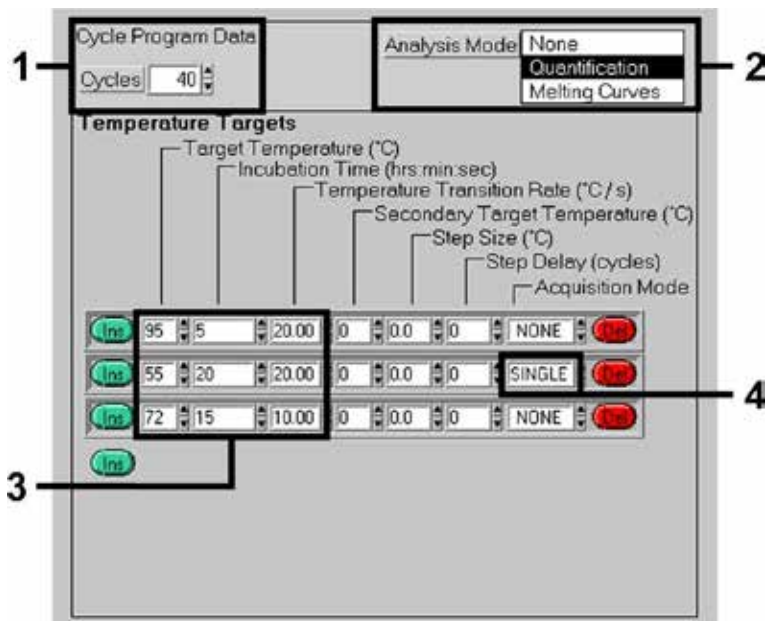 Cycle Program Data
Cycles 40
Analysis Mode None
Quantification
Melting Curves
1
2
Temperature Targets
Target Temperature (°C)
Incubation Time (hrs:min:sec)
Temperature Transition Rate (°C / s)
Secondary Target Temperature (°C)
Step Size (°C)
Step Delay (cycles)
Acquisition Mode
Ins 95 5 20.00 0 0.0 0 NONE Del
Ins 55 20 20.00 0 0.0 0 SINGLE Del
Ins 72 15 10.00 0 0.0 0 NONE Del
Ins
3
4